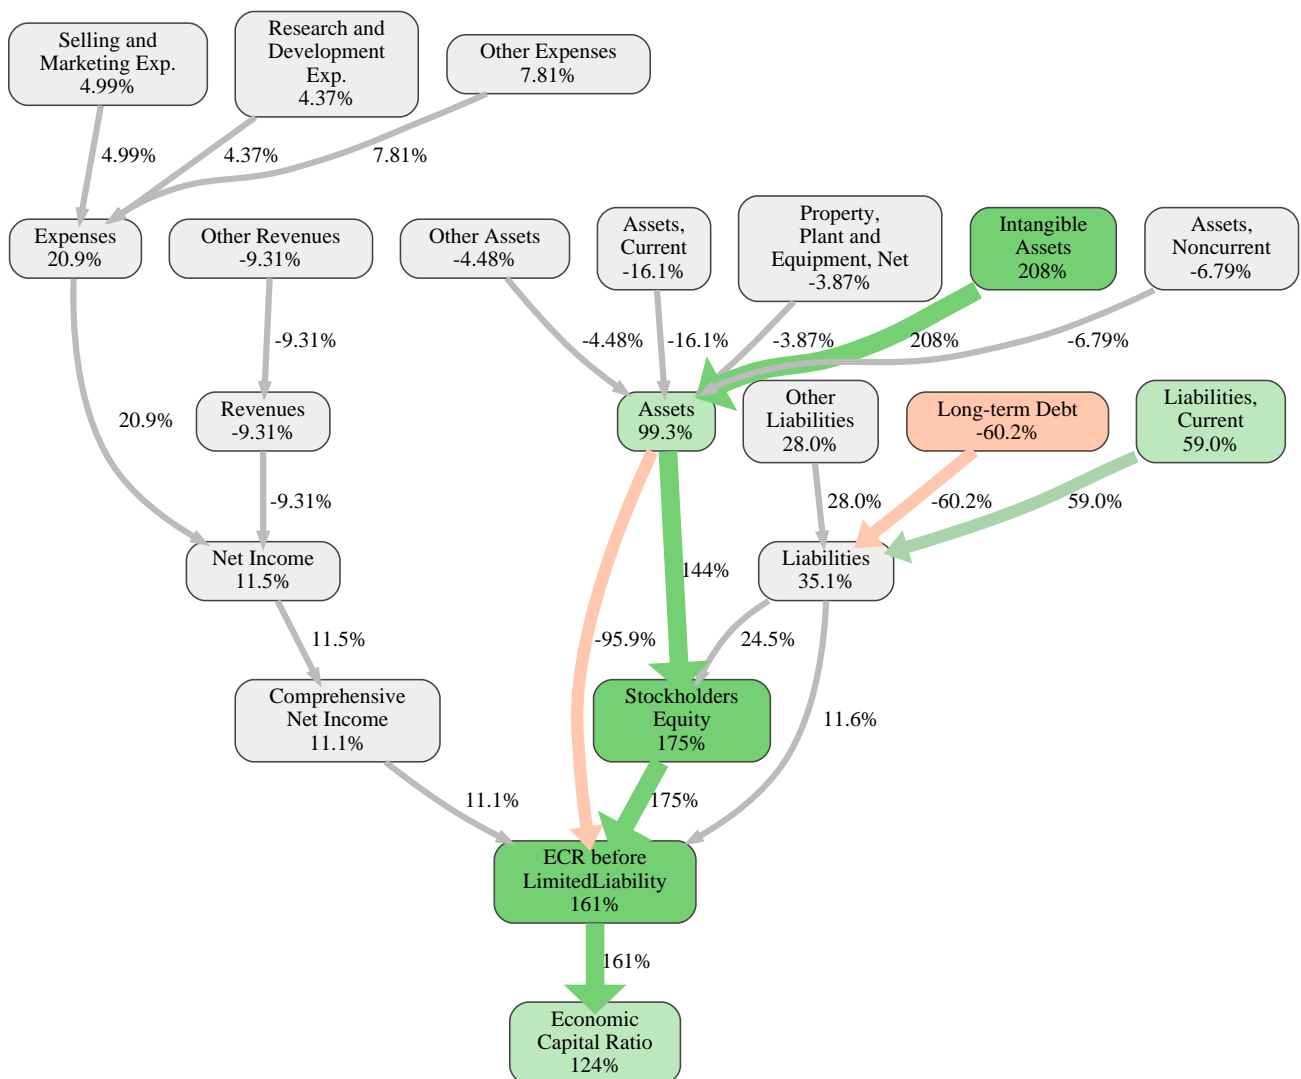 Selling and
Marketing Exp.
4.99%
Research and
Development
Exp.
4.37%
Other Expenses
7.81%
4.99%
4.37%
7.81%
Expenses
20.9%
Other Revenues
-9.31%
Other Assets
-4.48%
Assets,
Current
-16.1%
Property,
Plant and
Equipment, Net
-3.87%
Intangible
Assets
208%
Assets,
Noncurrent
-6.79%
-9.31%
-4.48%
-16.1%
-3.87%
208%
-6.79%
20.9%
Revenues
-9.31%
Assets
99.3%
Other
Liabilities
28.0%
Long-term Debt
-60.2%
Liabilities,
Current
59.0%
-9.31%
28.0%
-60.2%
59.0%
Net Income
11.5%
144%
Liabilities
35.1%
11.5%
-95.9%
24.5%
11.6%
Comprehensive
Net Income
11.1%
Stockholders
Equity
175%
11.1%
175%
ECR before
LimitedLiability
161%
161%
Economic
Capital Ratio
124%